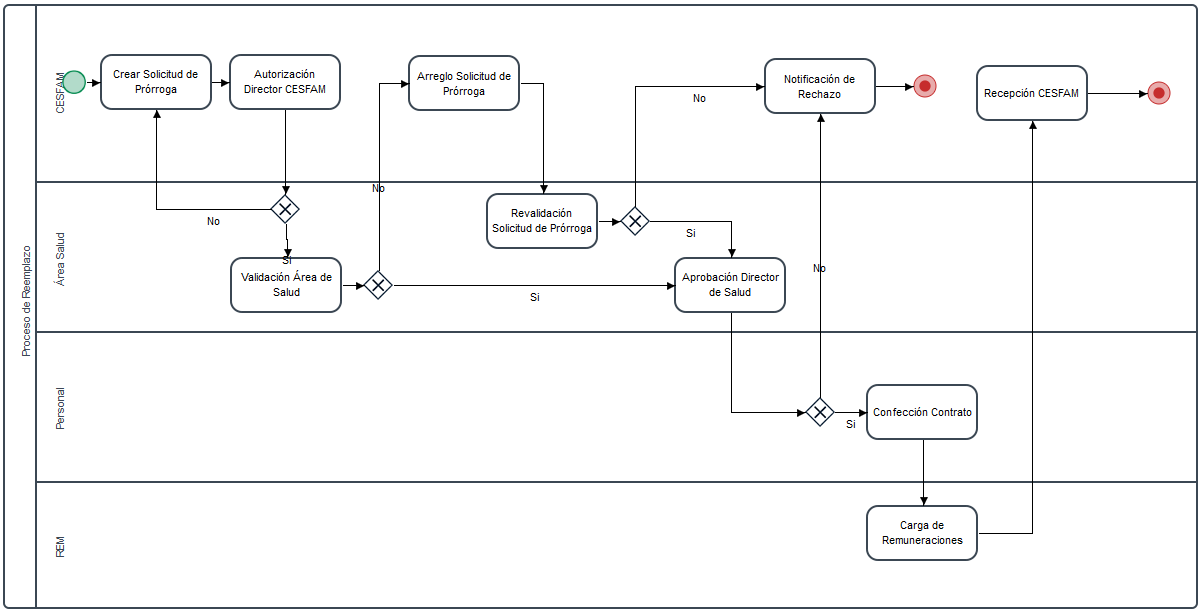 Proceso de Reemplazo
CESFAM
Crear Solicitud de
Prórroga
Autorización
Director CESFAM
Arreglo Solicitud de
Prórroga
No
Notificación de
Rechazo
Recepción CESFAM
Área Salud
No
Si
Validación Área de
Salud
No
Si
Revalidación
Solicitud de Prórroga
Si
Aprobación Director
de Salud
No
Personal
Si
Confección Contrato
REM
Carga de
Remuneraciones